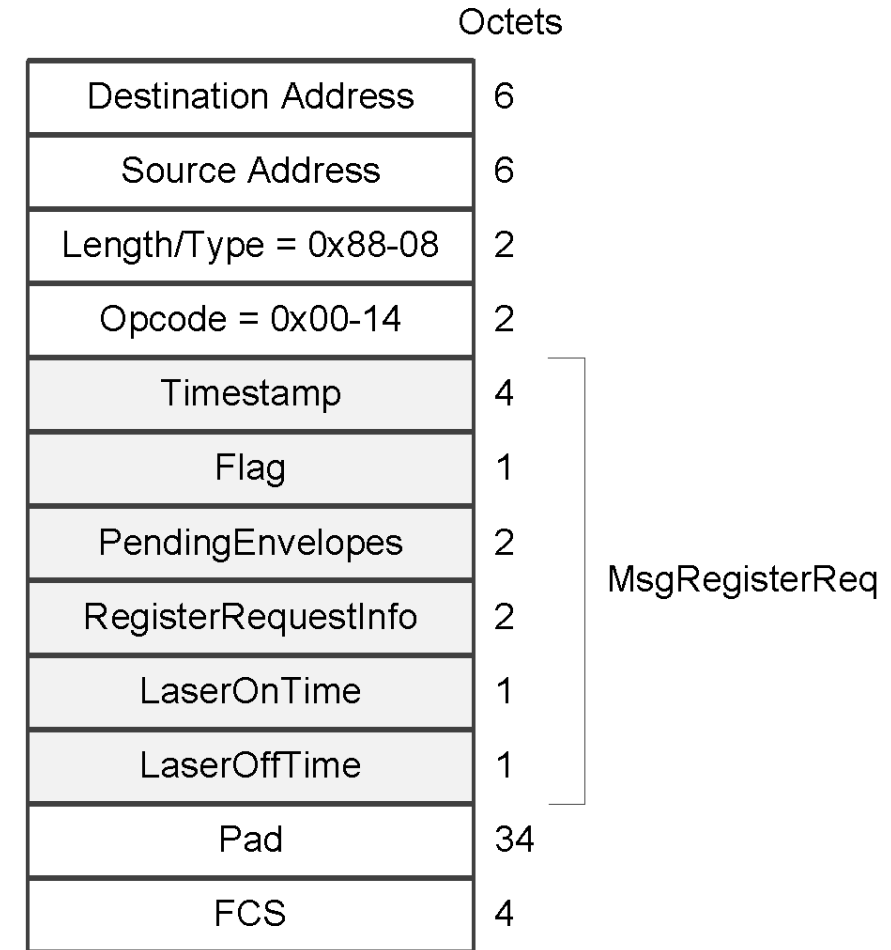 Octets
Destination Address 6
Source Address 6
Length/Type = 0x88-08 2
Opcode = 0x00-14 2
Timestamp 4
Flag 1
PendingEnvelopes 2
RegisterRequestInfo 2
MsgRegisterReq
LaserOnTime 1
LaserOffTime 1
Pad 34
FCS 4